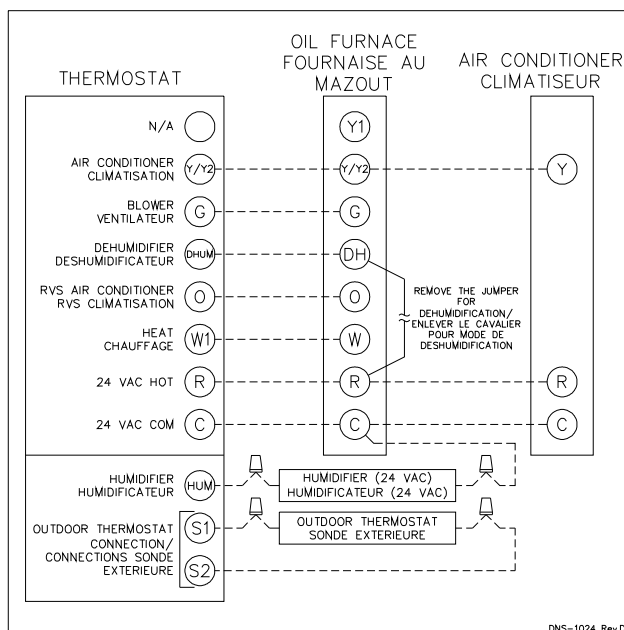 THERMOSTAT
OIL FURNACE
FOURNAISE AU
MAZOUT
AIR CONDITIONER
CLIMATISEUR
N/A
Y1
AIR CONDITIONER
CLIMATISATION
Y/Y2
Y/Y2
Y
BLOWER
VENTILATEUR
G
G
DEHUMIDIFIER
DESHUMIDIFICATEUR
DHUM
DH
RVS AIR CONDITIONER
RVS CLIMATISATION
O
O
REMOVE THE JUMPER
FOR
DEHUMIDIFICATION/
ENLEVER LE CAVALIER
POUR MODE DE
DESHUMIDIFICATION
HEAT
CHAUFFAGE
W1
W
24 VAC HOT
R
R
R
24 VAC COM
C
C
C
HUMIDIFIER
HUMIDIFICATEUR
HUM
HUMIDIFIER (24 VAC)
HUMIDIFICATEUR (24 VAC)
OUTDOOR THERMOSTAT
CONNECTION/
CONNECTIONS SONDE
EXTERIEURE
S1
S2
OUTDOOR THERMOSTAT
SONDE EXTERIEURE
DNS-1024 Rev.D